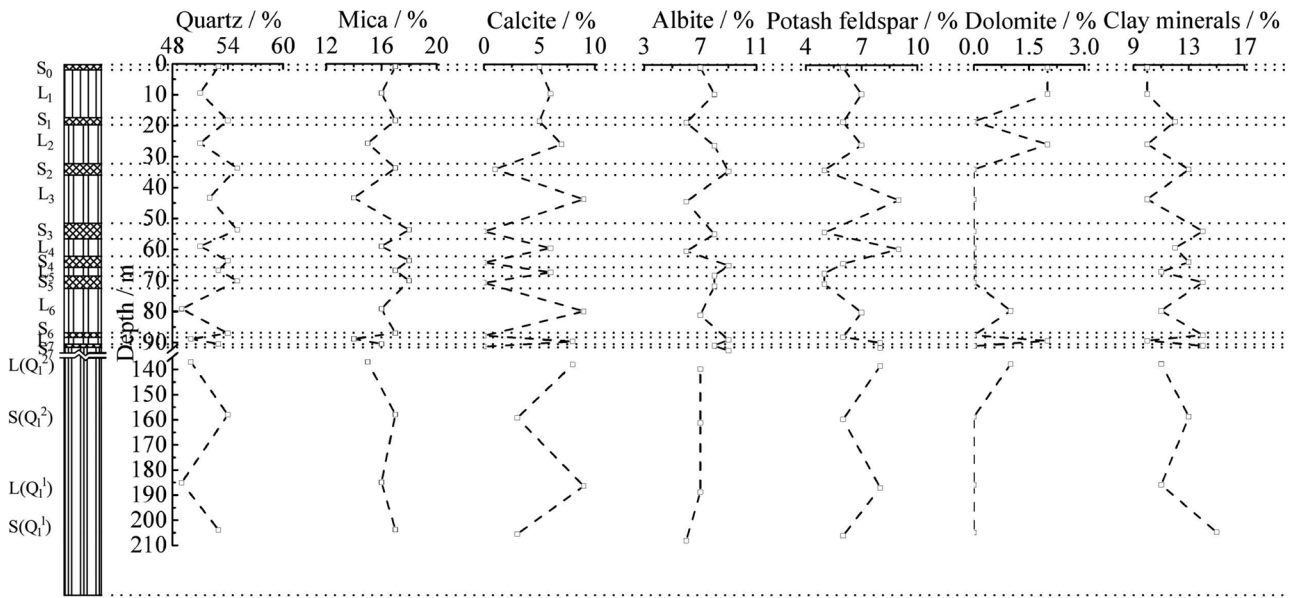 Quartz / % Mica / % Calcite / % Albite / % Potash feldspar / % Dolomite / % Clay minerals / %
48 54 60 12 16 20 0 5 10 3 7 11 4 7 10 0.0 1.5 3.0 9 13 17
S₀ 0
L₁ 10
S₁ 20
L₂ 30
S₂ 40
L₃ 50
S₃ 60
L₄ 70
S₄ 80
L₅ 90
S₅ 140
L₆ 150
S₆ 160
L₇ 170
S₇ 180
L(Q₁²) 190
S(Q₁²) 200
L(Q₁¹) 210
S(Q₁¹)
Depth / m